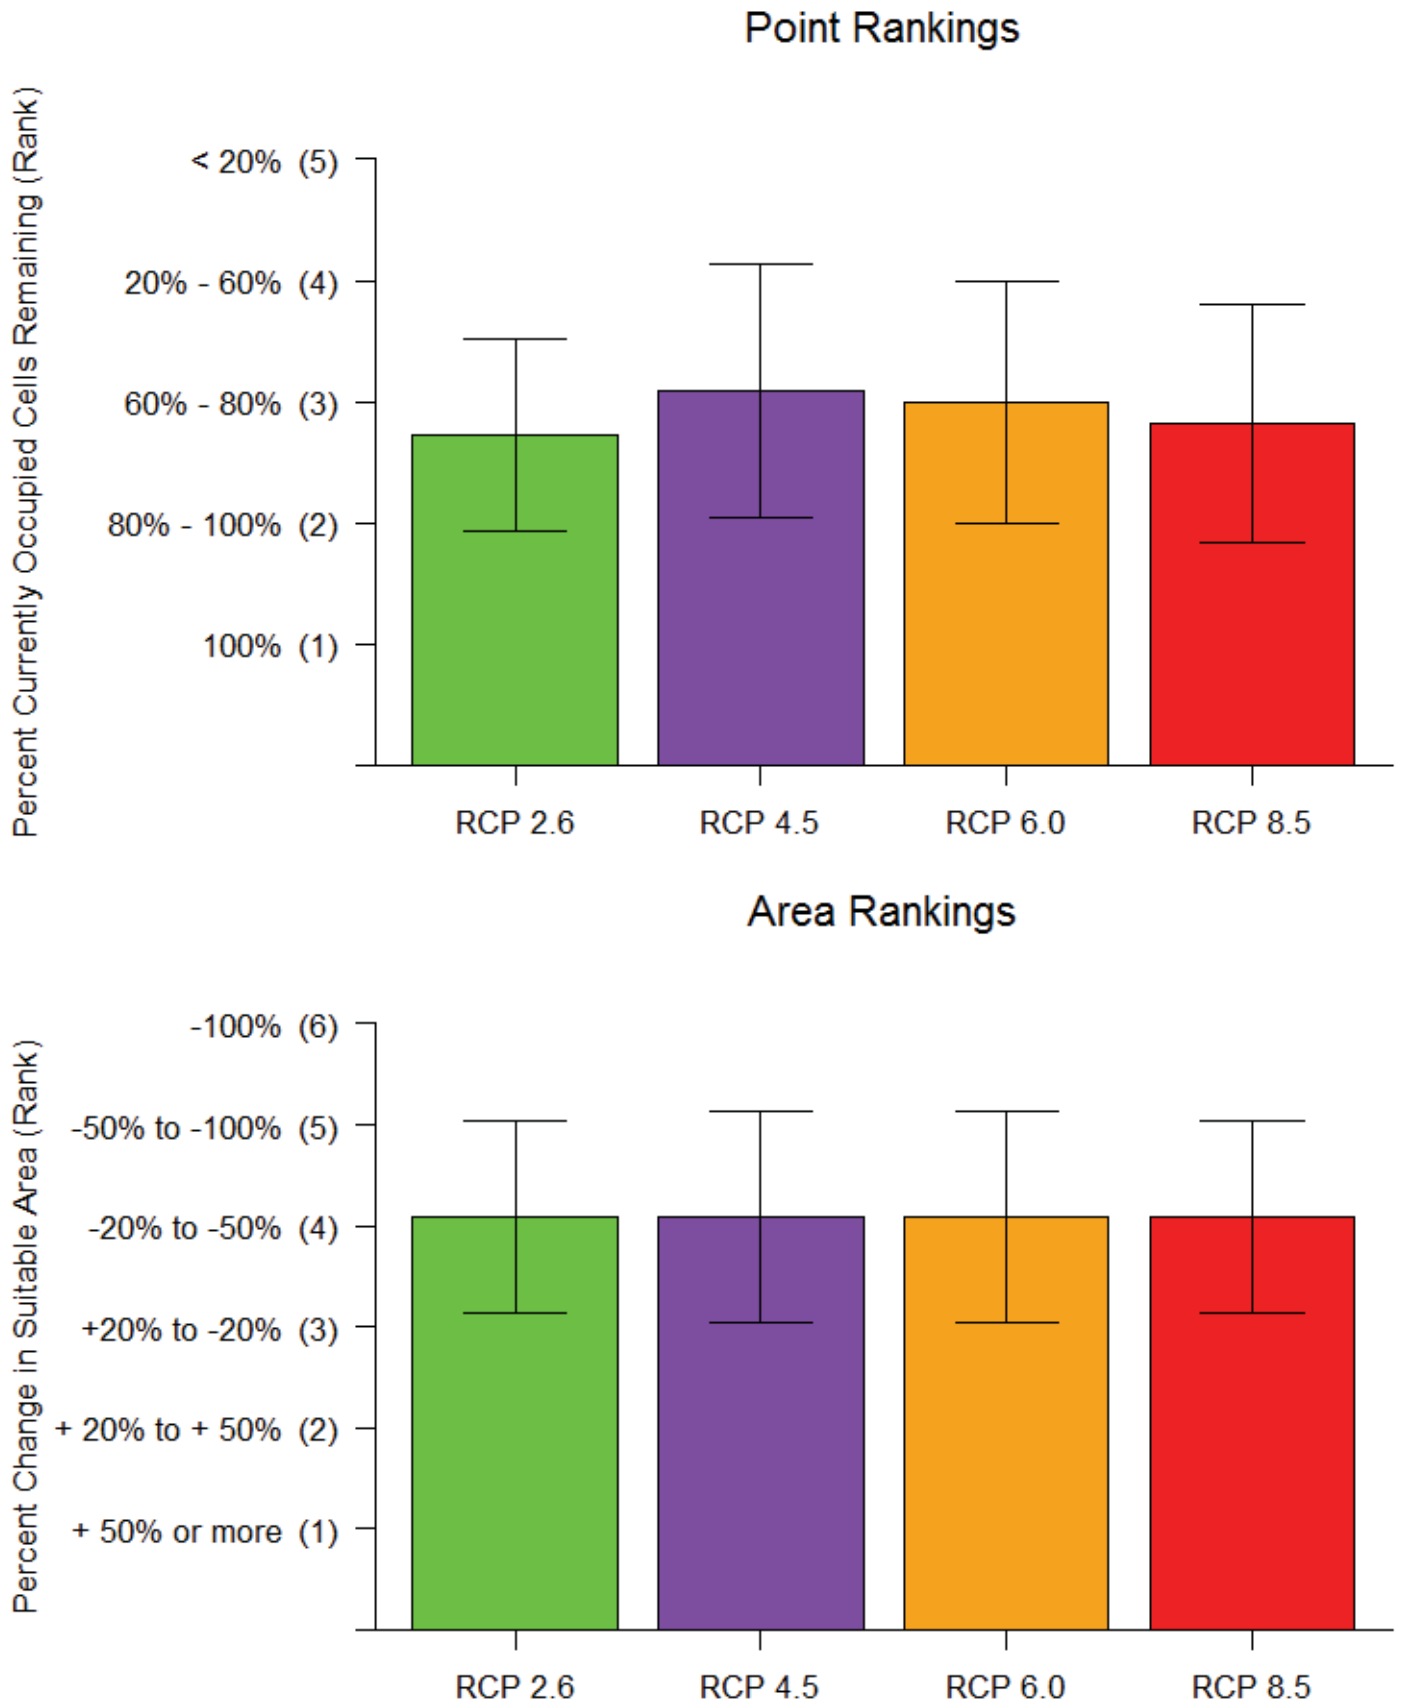 Point Rankings
Percent Currently Occupied Cells Remaining (Rank)
< 20% (5)
20% - 60% (4)
60% - 80% (3)
80% - 100% (2)
100% (1)
RCP 2.6 RCP 4.5 RCP 6.0 RCP 8.5
Area Rankings
Percent Change in Suitable Area (Rank)
-100% (6)
-50% to -100% (5)
-20% to -50% (4)
+20% to -20% (3)
+ 20% to + 50% (2)
+ 50% or more (1)
RCP 2.6 RCP 4.5 RCP 6.0 RCP 8.5